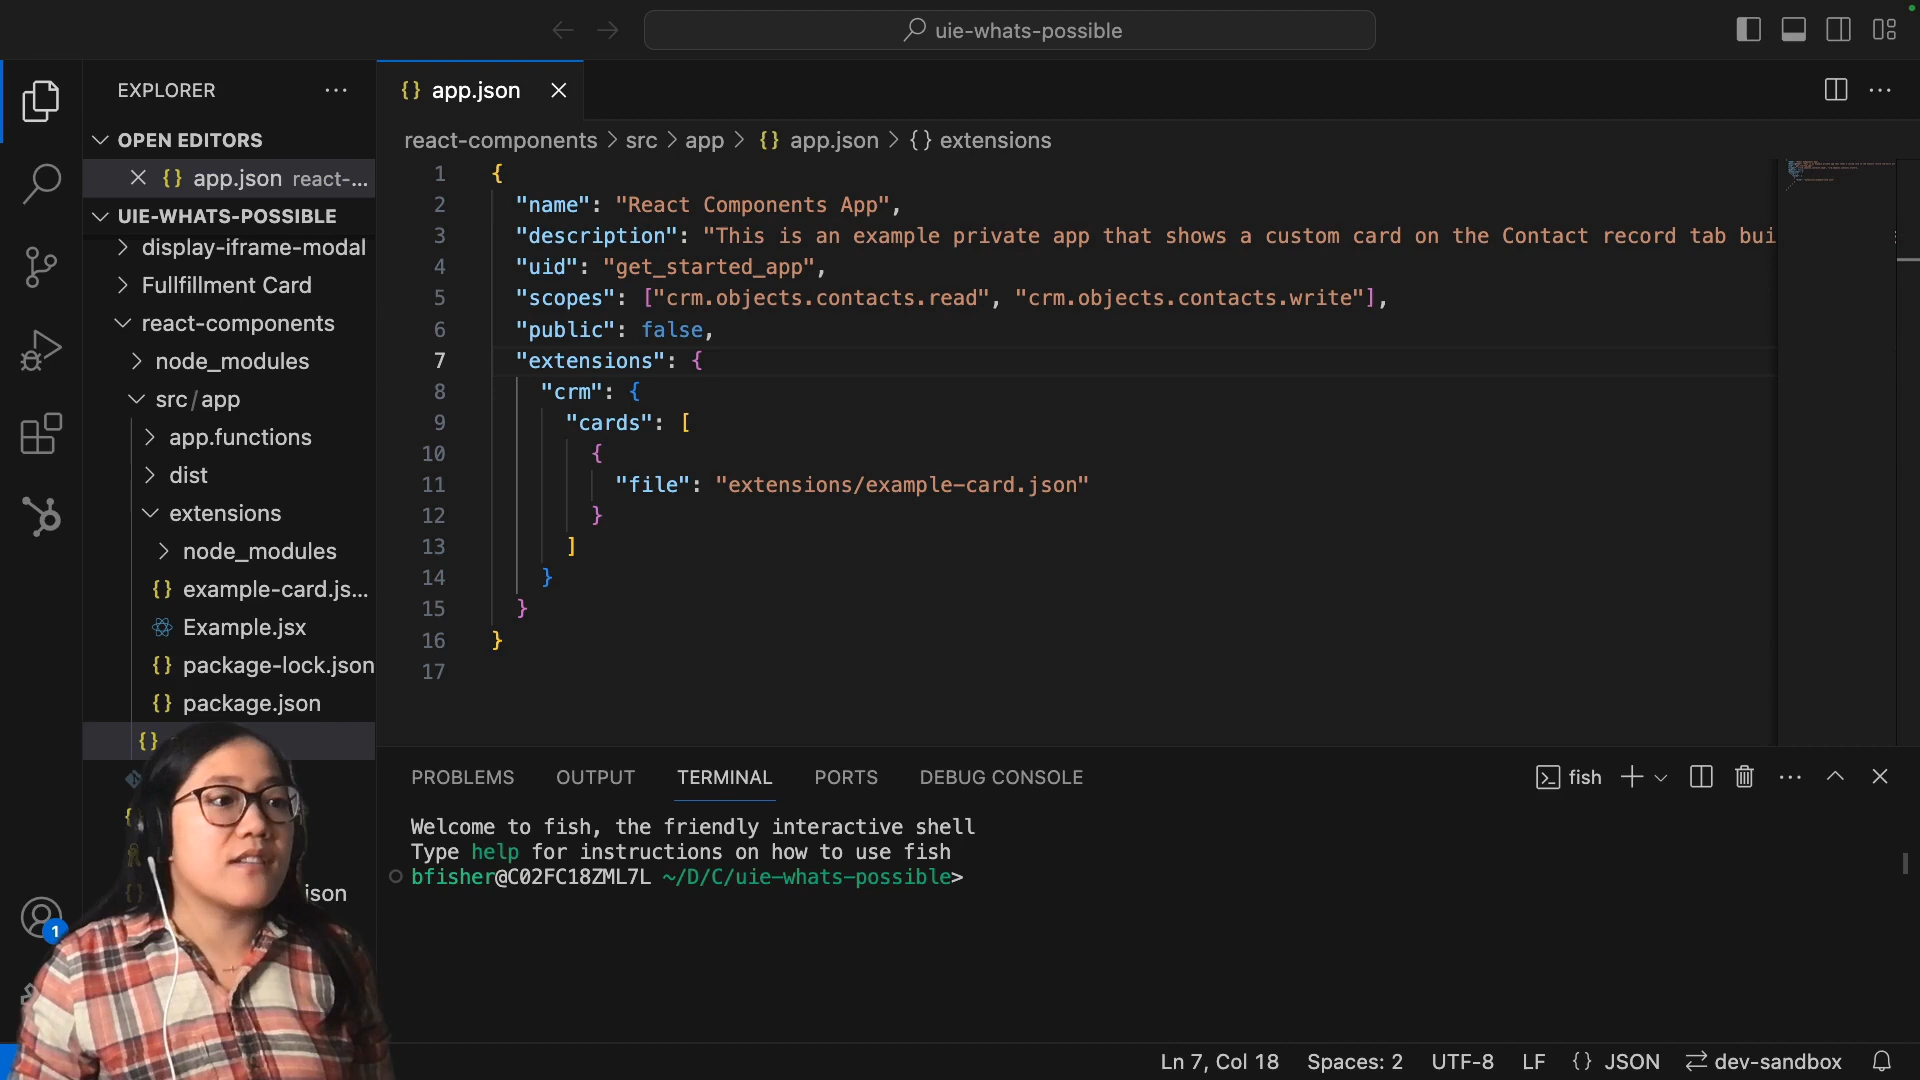 uie-whats-possible
EXPLORER
app.json
OPEN EDITORS
react-components > src > app > {} app.json > {} extensions
{} app.json react-...
UIE-WHATS-POSSIBLE
display-iframe-modal
Fullfillment Card
react-components
node_modules
src/app
app.functions
dist
extensions
node_modules
example-card.js...
Example.jsx
package-lock.json
package.json
json
1 {
2 "name": "React Components App",
3 "description": "This is an example private app that shows a custom card on the Contact record tab bui
4 "uid": "get_started_app",
5 "scopes": ["crm.objects.contacts.read", "crm.objects.contacts.write"],
6 "public": false,
7 "extensions": {
8 "crm": {
9 "cards": [
10 {
11 "file": "extensions/example-card.json"
12 }
13 ]
14 }
15 }
16 }
17
PROBLEMS OUTPUT TERMINAL PORTS DEBUG CONSOLE fish
Welcome to fish, the friendly interactive shell
Type help for instructions on how to use fish
bfisher@C02FC18ZML7L ~/D/C/uie-whats-possible>
1
Ln 7, Col 18 Spaces: 2 UTF-8 LF {} JSON dev-sandbox